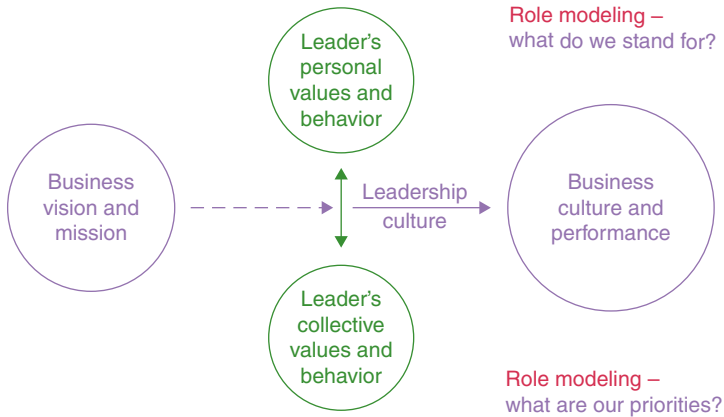 Role modeling –
what do we stand for?
Leader's
personal
values and
behavior
Business
vision and
mission
Leadership
culture
Business
culture and
performance
Leader's
collective
values and
behavior
Role modeling –
what are our priorities?